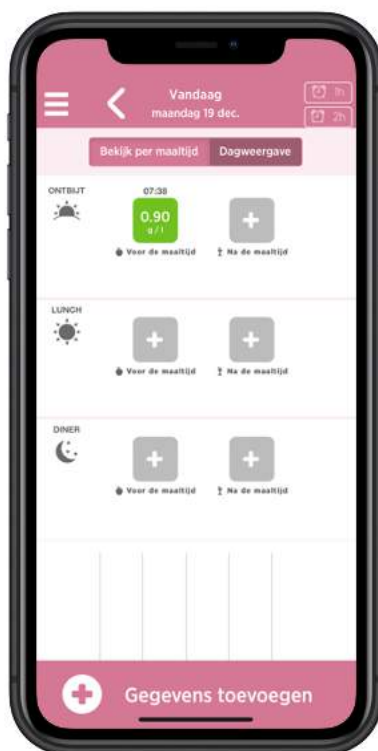 Vandaag
maandag 19 dec.
1h
2h
Bekijk per maaltijd
Dagweergave
ONTBIJT
07:38
0.90
g / l
Voor de maaltijd
Na de maaltijd
LUNCH
Voor de maaltijd
Na de maaltijd
DINER
Voor de maaltijd
Na de maaltijd
Gegevens toevoegen